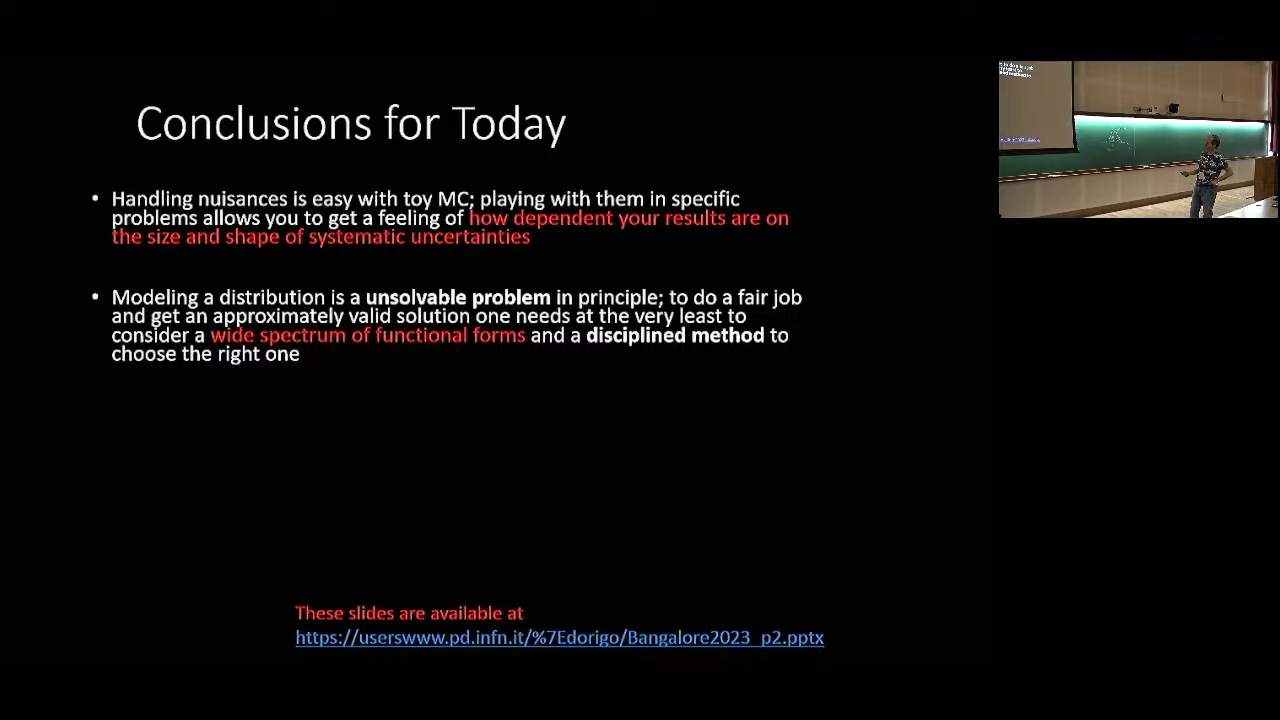 Conclusions for Today
• Handling nuisances is easy with toy MC; playing with them in specific
problems allows you to get a feeling of how dependent your results are on
the size and shape of systematic uncertainties
• Modeling a distribution is a unsolvable problem in principle; to do a fair job
and get an approximately valid solution one needs at the very least to
consider a wide spectrum of functional forms and a disciplined method to
choose the right one
These slides are available at
https://userswww.pd.infn.it/%7Edorigo/Bangalore2023_p2.pptx